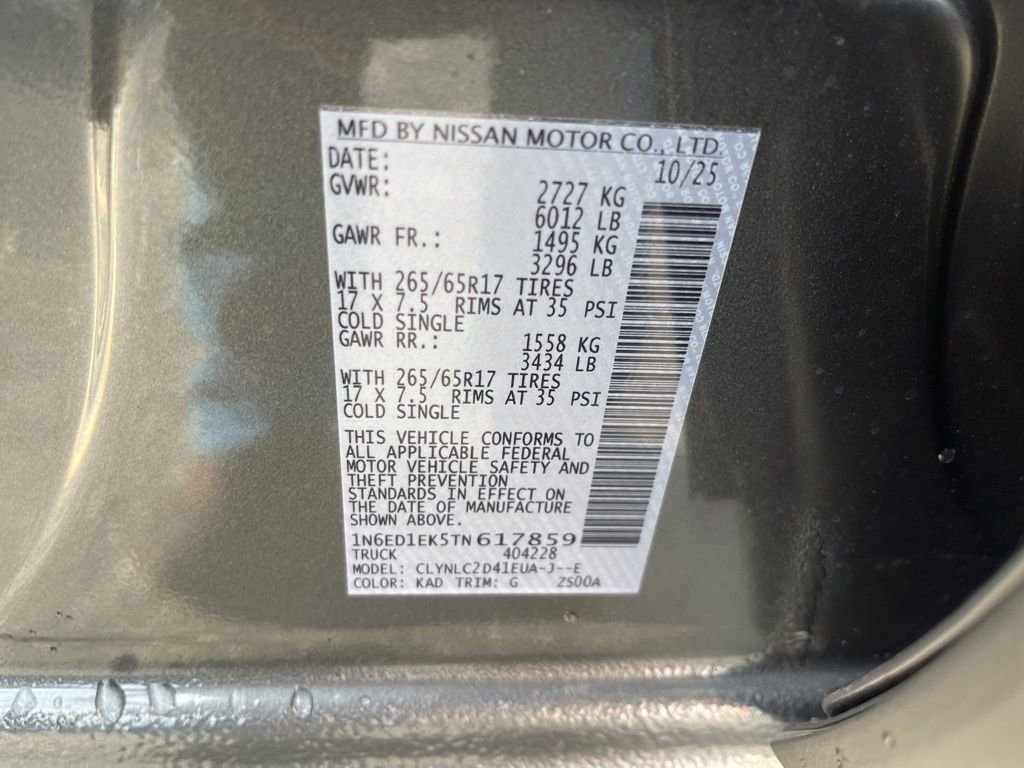 MFD BY NISSAN MOTOR CO., LTD.
DATE: 10/25
GVWR: 2727 KG
6012 LB
GAWR FR.: 1495 KG
3296 LB
WITH 265/65R17 TIRES
17 X 7.5 RIMS AT 35 PSI
COLD SINGLE
GAWR RR.: 1558 KG
3434 LB
WITH 265/65R17 TIRES
17 X 7.5 RIMS AT 35 PSI
COLD SINGLE
THIS VEHICLE CONFORMS TO
ALL APPLICABLE FEDERAL
MOTOR VEHICLE SAFETY AND
THEFT PREVENTION
STANDARDS IN EFFECT ON
THE DATE OF MANUFACTURE
SHOWN ABOVE.
1N6ED1EK5TN617859
TRUCK 404228
MODEL: CLYNLC2D41EUA-J--E
COLOR: KAD TRIM: G ZS00A